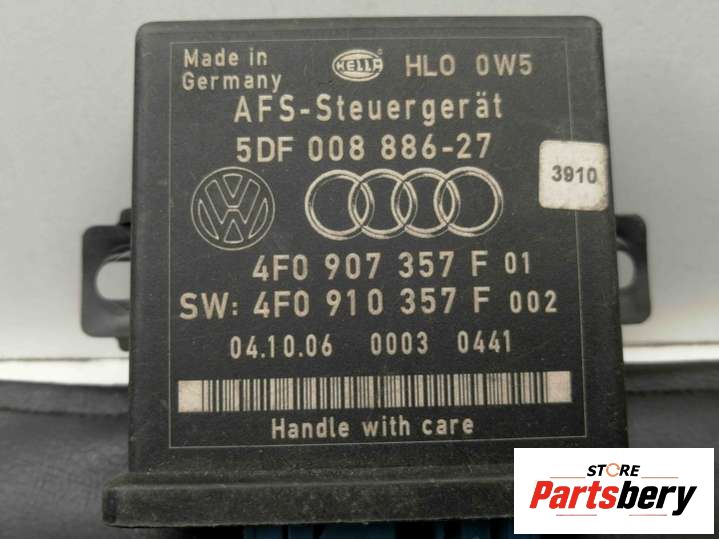 Made in
Germany
HELLA
HLO 0W5
AFS-Steuergerät
5DF 008 886-27
3910
4F0 907 357 F 01
SW: 4F0 910 357 F 002
04.10.06 0003 0441
Handle with care
STORE
Partsbery